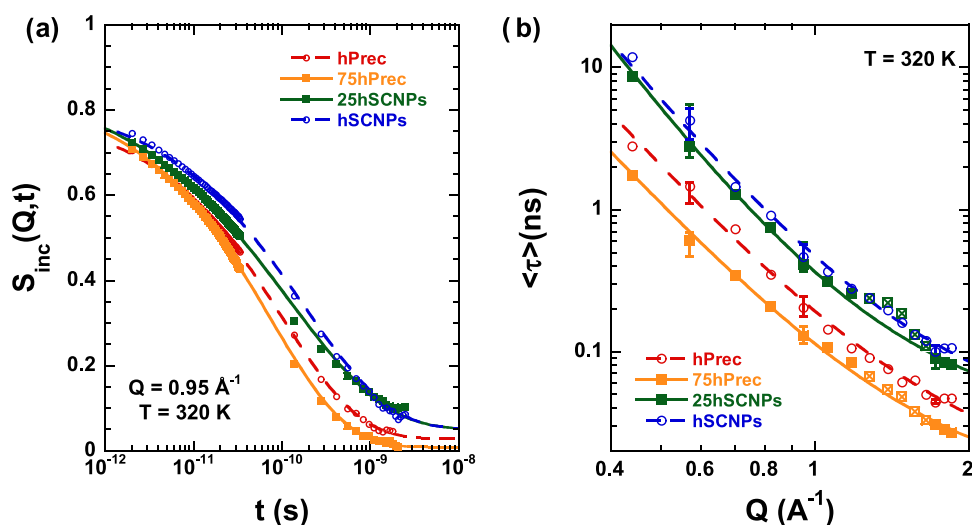 (a)
S_inc(Q,t)
1
0.8
0.6
0.4
0.2
0
hPrec
75hPrec
25hSCNPs
hSCNPs
Q = 0.95 Å⁻¹
T = 320 K
10⁻¹² 10⁻¹¹ 10⁻¹⁰ 10⁻⁹ 10⁻⁸
t (s)
(b)
<τ>(ns)
10
1
0.1
T = 320 K
hPrec
75hPrec
25hSCNPs
hSCNPs
0.4 0.6 0.8 1 2
Q (A⁻¹)